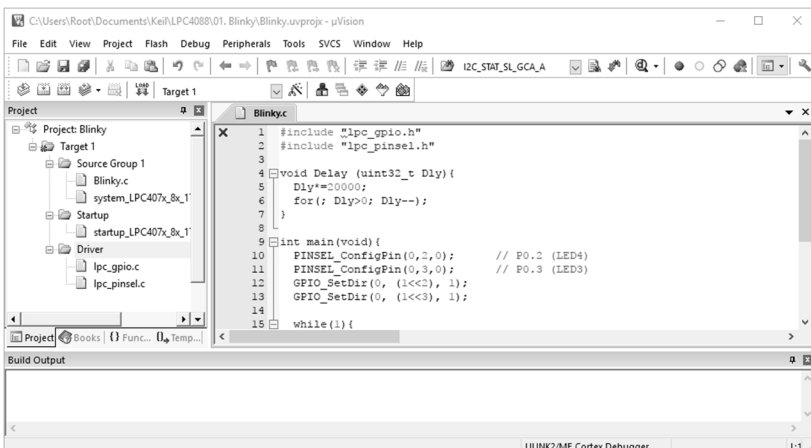 C:\Users\Root\Documents\Keil\LPC4088\01. Blinky\Blinky.uvprojx - µVision
File Edit View Project Flash Debug Peripherals Tools SVCS Window Help
I2C_STAT_SL_GCA_A
LOAD Target 1
Project
Blinky.c
Project: Blinky
Target 1
Source Group 1
Blinky.c
system_LPC407x_8x_1
Startup
startup_LPC407x_8x_1
Driver
lpc_gpio.c
lpc_pinsel.c
1 #include "lpc_gpio.h"
2 #include "lpc_pinsel.h"
3
4 void Delay (uint32_t Dly){
5 Dly*=20000;
6 for(; Dly>0; Dly--);
7 }
8
9 int main(void){
10 PINSEL_ConfigPin(0,2,0); // P0.2 (LED4)
11 PINSEL_ConfigPin(0,3,0); // P0.3 (LED3)
12 GPIO_SetDir(0, (1<<2), 1);
13 GPIO_SetDir(0, (1<<3), 1);
14
15 while(1){
Project Books {} Func... Temp...
Build Output
ULINK2/ME Cortex Debugger L:1